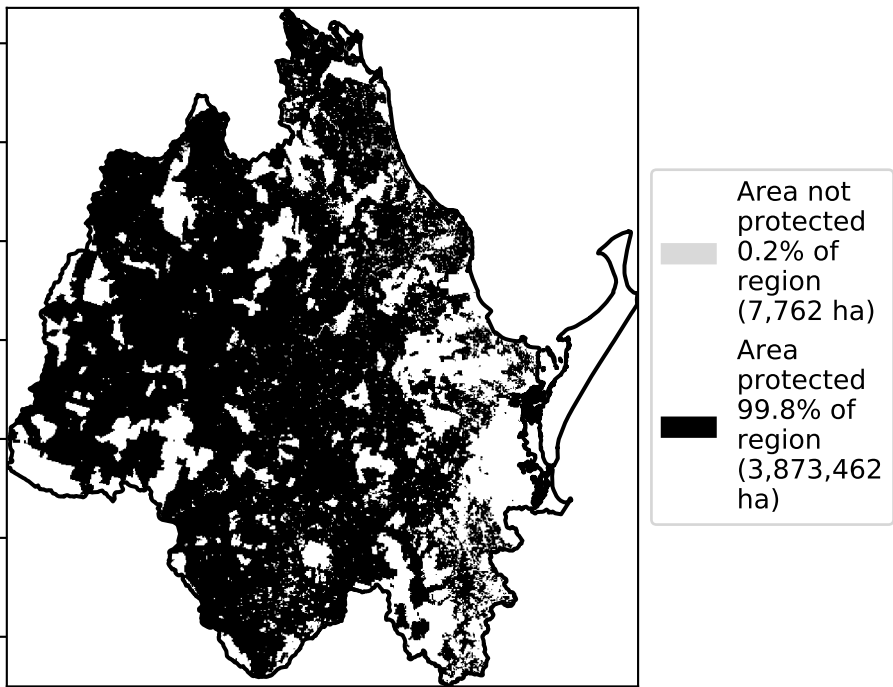 Area not
protected
0.2% of
region
(7,762 ha)
Area
protected
99.8% of
region
(3,873,462
ha)